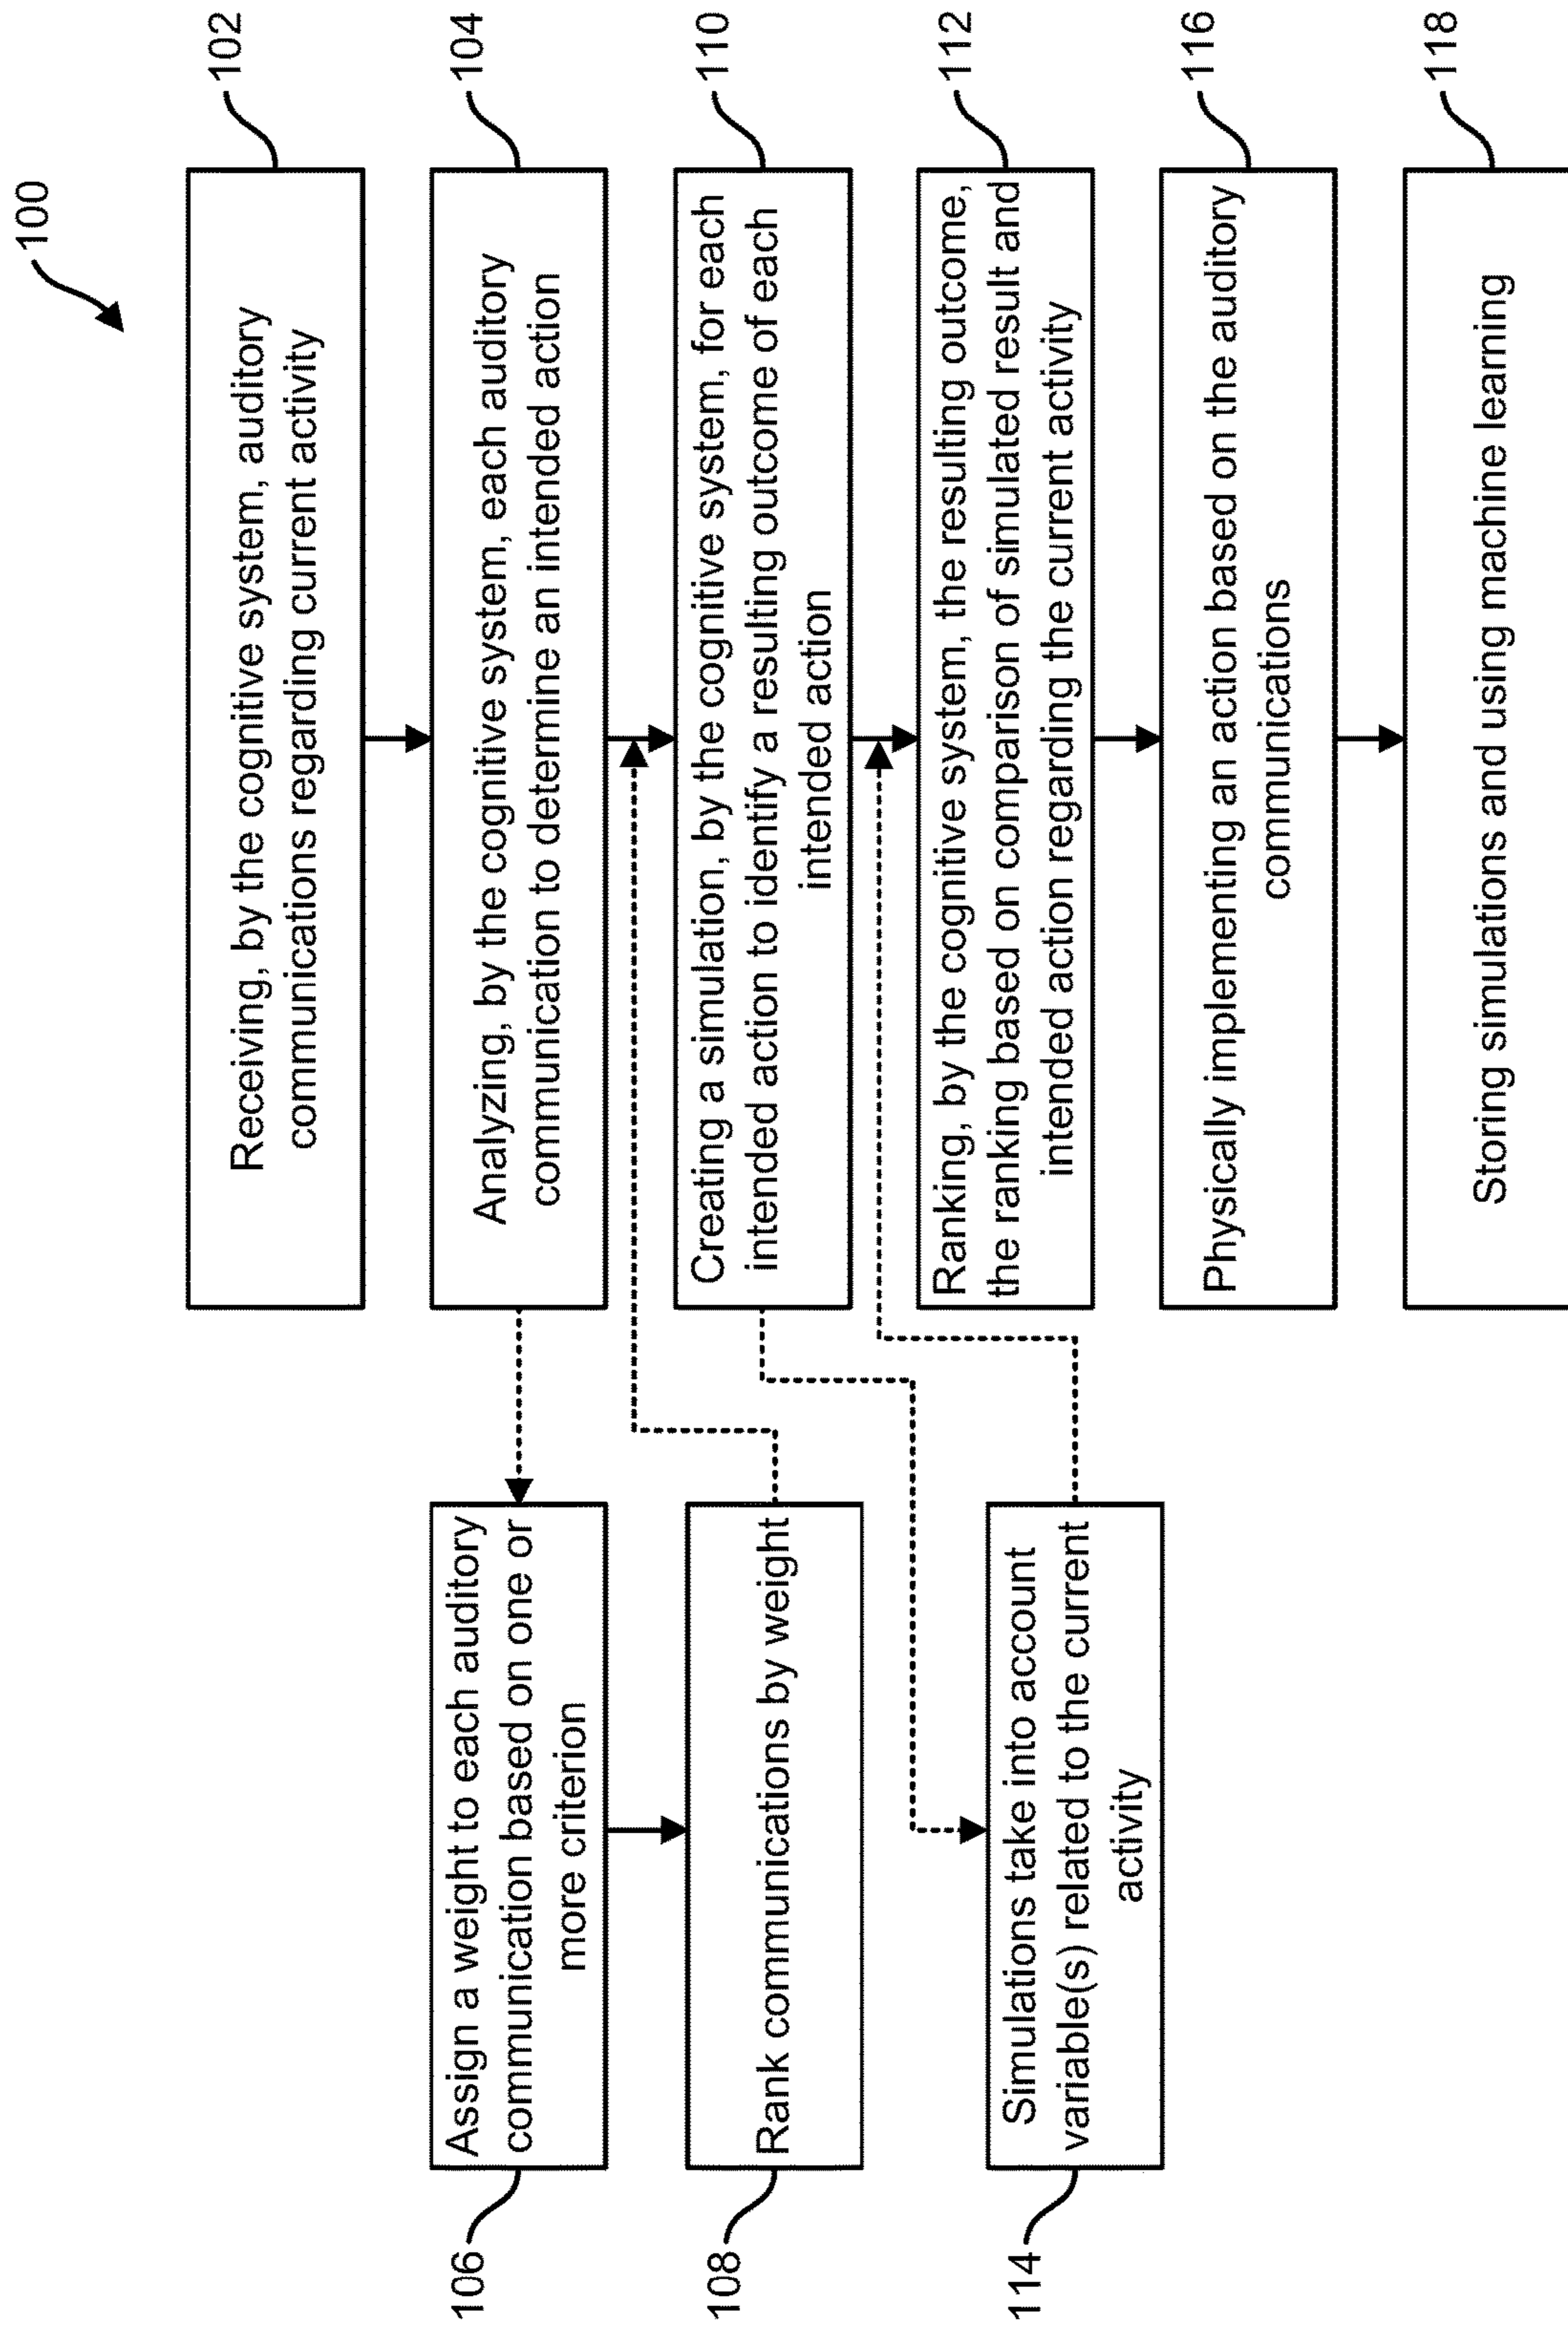 100
102
Receiving, by the cognitive system, auditory
communications regarding current activity
104
Analyzing, by the cognitive system, each auditory
communication to determine an intended action
106
Assign a weight to each auditory
communication based on one or
more criterion
108
Rank communications by weight
110
Creating a simulation, by the cognitive system, for each
intended action to identify a resulting outcome of each
intended action
112
Ranking, by the cognitive system, the resulting outcome,
the ranking based on comparison of simulated result and
intended action regarding the current activity
114
Simulations take into account
variable(s) related to the current
activity
116
Physically implementing an action based on the auditory
communications
118
Storing simulations and using machine learning